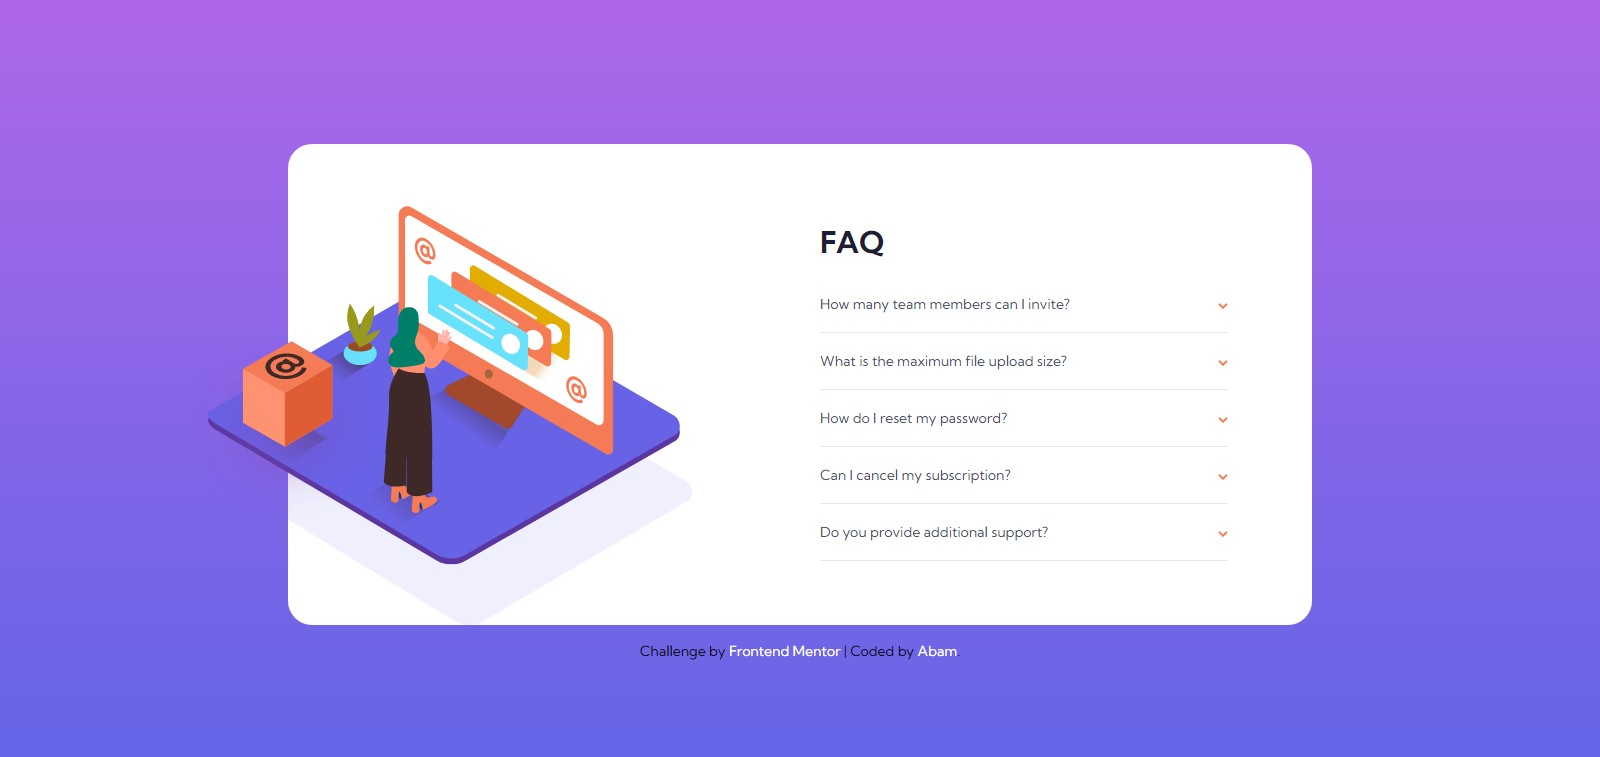 @
@
@
FAQ
How many team members can I invite?
What is the maximum file upload size?
How do I reset my password?
Can I cancel my subscription?
Do you provide additional support?
Challenge by Frontend Mentor | Coded by Abam.